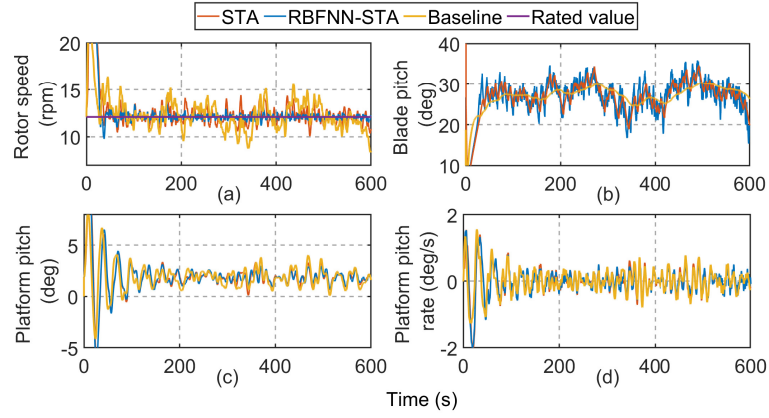 STA RBFNN-STA Baseline Rated value
Rotor speed
(rpm)
20
15
10
0 200 400 600
(a)
Blade pitch
(deg)
40
30
20
10
0 200 400 600
(b)
Platform pitch
(deg)
5
0
-5
0 200 400 600
(c)
Platform pitch
rate (deg/s)
2
0
-2
0 200 400 600
(d)
Time (s)